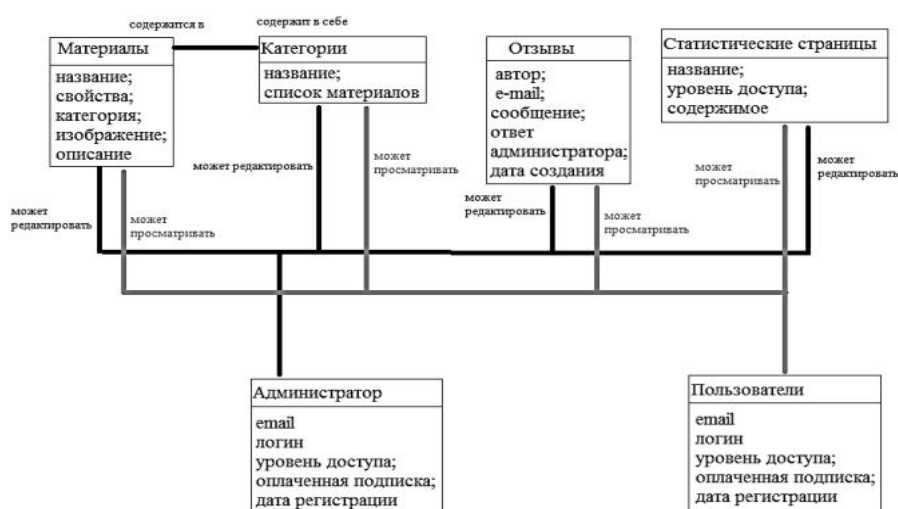 содержится в
содержит в себе
Материалы
название;
свойства;
категория;
изображение;
описание
Категории
название;
список материалов
Отзывы
автор;
e-mail;
сообщение;
ответ
администратора;
дата создания
Статистические страницы
название;
уровень доступа;
содержимое
может редактировать
может
просматривать
может
редактировать
может
просматривать
может
редактировать
может
просматривать
может
просматривать
может
редактировать
Администратор
email
логин
уровень доступа;
оплаченная подписка;
дата регистрации
Пользователи
email
логин
уровень доступа;
оплаченная подписка;
дата регистрации